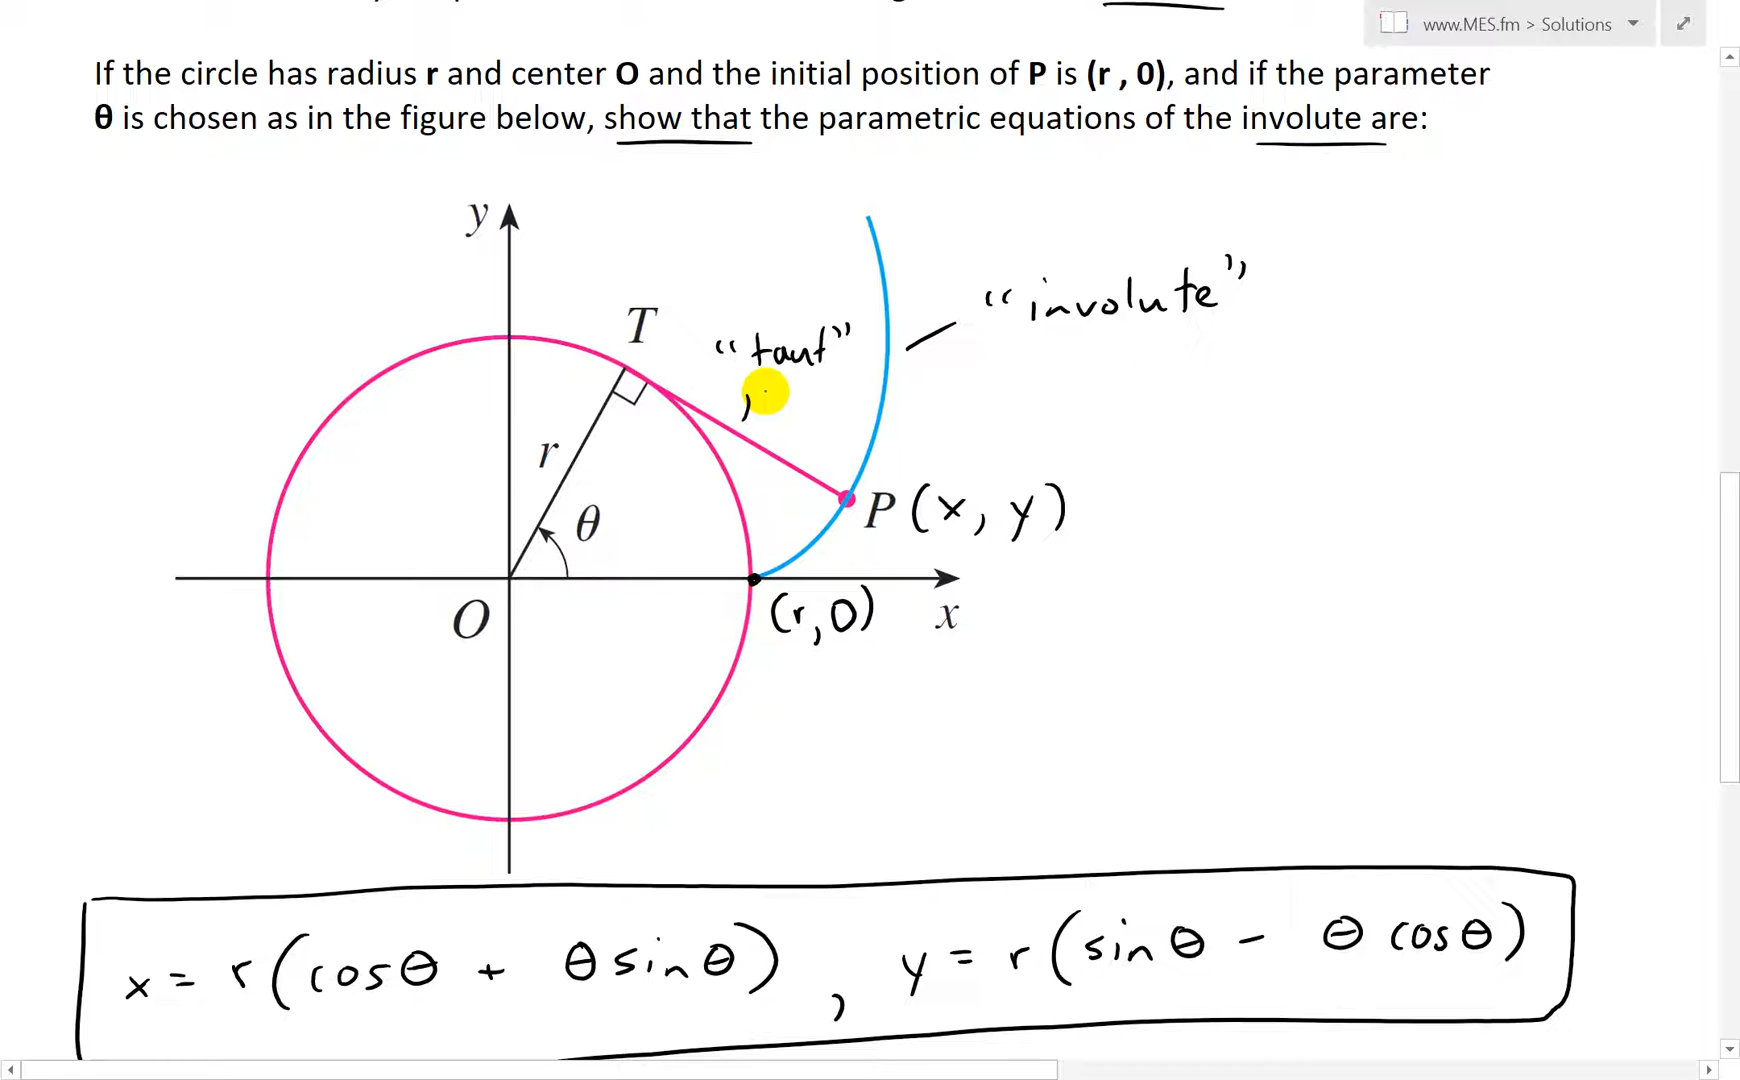 www.MES.fm > Solutions
If the circle has radius r and center O and the initial position of P is (r , 0), and if the parameter
θ is chosen as in the figure below, show that the parametric equations of the involute are:
y
“involute”
T
“taut”
r
θ
P (x, y)
O
(r,0)
x
x = r(cosθ + θsinθ) , y = r(sinθ - θ cosθ)